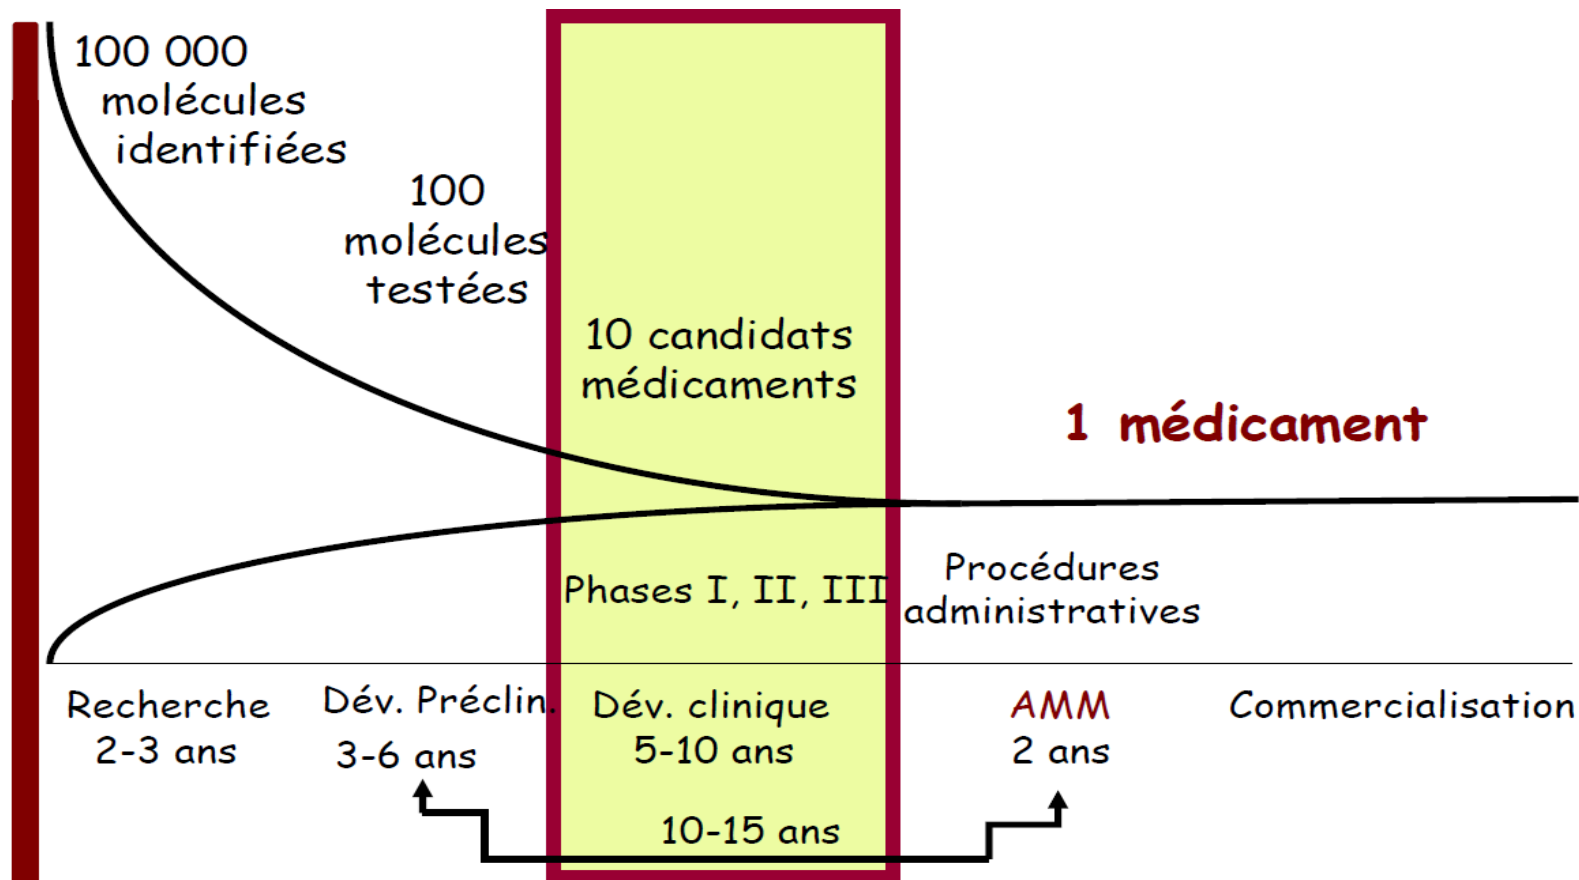 100 000
molécules
identifiées
100
molécules
testées
10 candidats
médicaments
1 médicament
Phases I, II, III
Procédures
administratives
Recherche
2-3 ans
Dév. Préclin.
3-6 ans
Dév. clinique
5-10 ans
AMM
2 ans
Commercialisation
10-15 ans